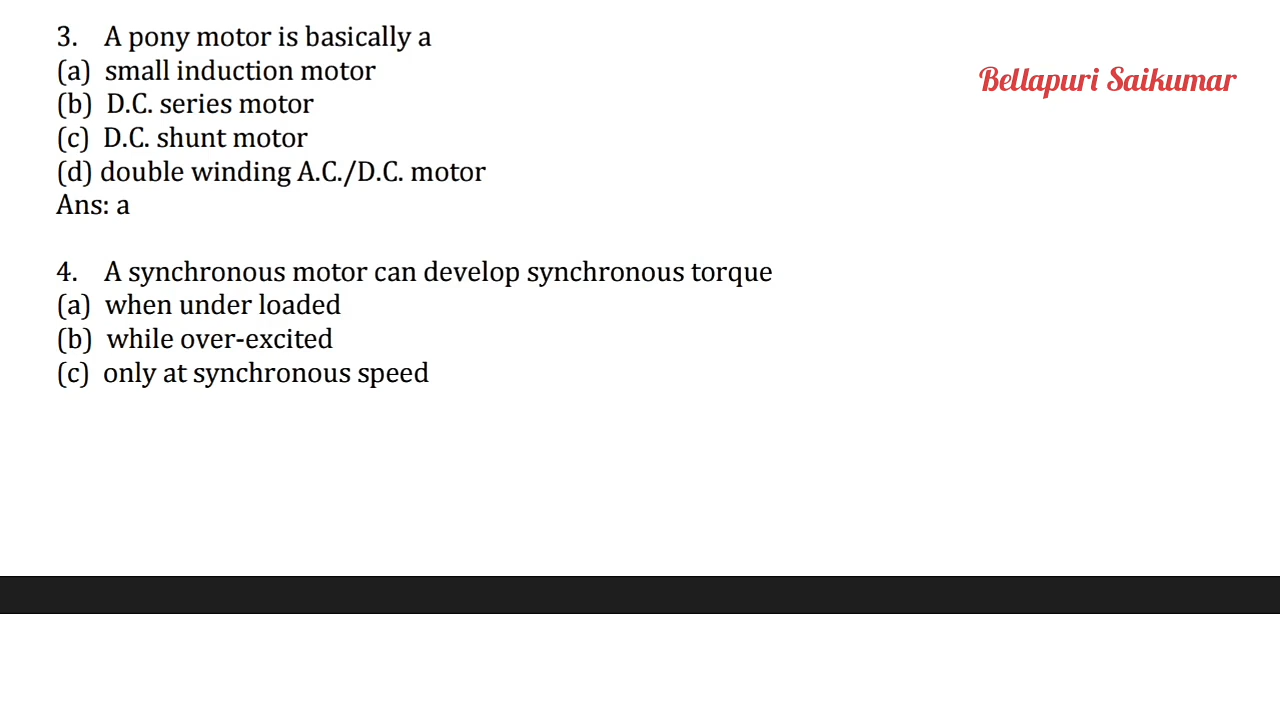 3. A pony motor is basically a
Bellapuri Saikumar
(a) small induction motor
(b) D.C. series motor
(c) D.C. shunt motor
(d) double winding A.C./D.C. motor
Ans: a
4. A synchronous motor can develop synchronous torque
(a) when under loaded
(b) while over-excited
(c) only at synchronous speed